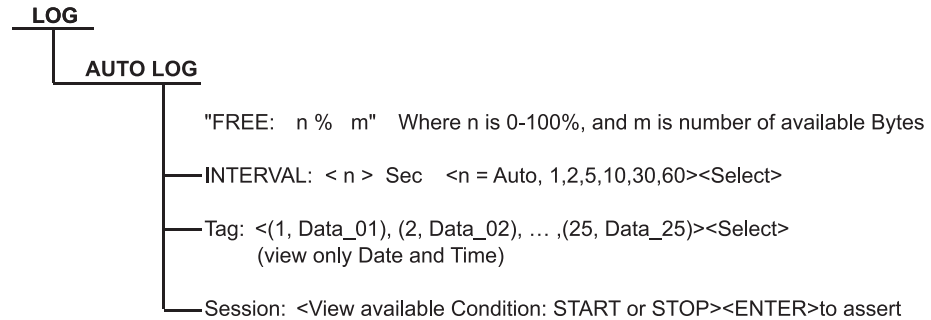 LOG
AUTO LOG
"FREE: n % m" Where n is 0-100%, and m is number of available Bytes
INTERVAL: < n > Sec <n = Auto, 1,2,5,10,30,60><Select>
Tag: <(1, Data_01), (2, Data_02), ... ,(25, Data_25)><Select>
(view only Date and Time)
Session: <View available Condition: START or STOP><ENTER>to assert